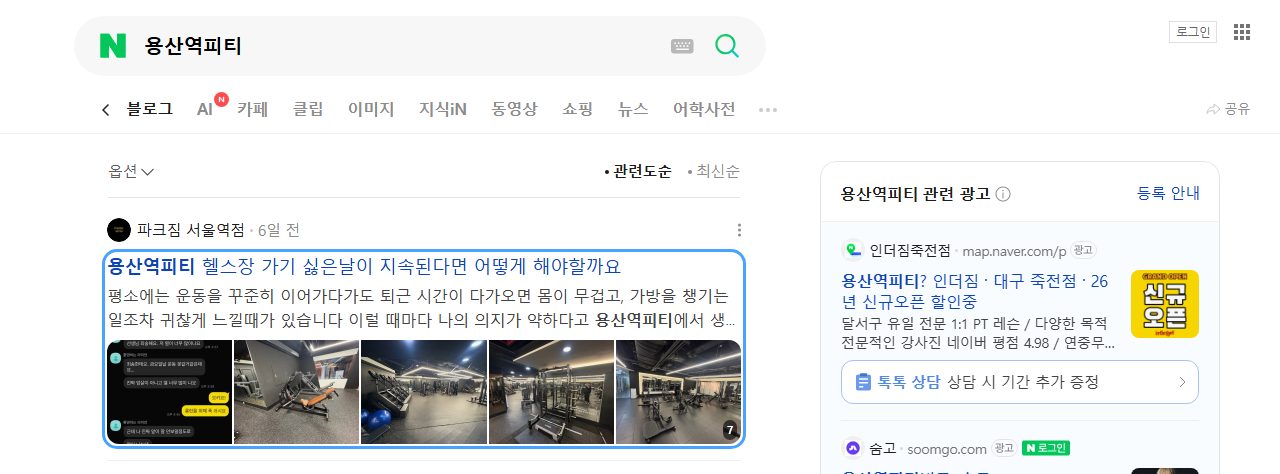 용산역피티
로그인
블로그 AI N 카페 클립 이미지 지식iN 동영상 쇼핑 뉴스 어학사전
공유
옵션
• 관련도순 • 최신순
파크짐 서울역점 · 6일 전
용산역피티 헬스장 가기 싫은날이 지속된다면 어떻게 해야할까요
평소에는 운동을 꾸준히 이어가다가도 퇴근 시간이 다가오면 몸이 무겁고, 가방을 챙기는
일조차 귀찮게 느낄때가 있습니다 이럴 때마다 나의 의지가 약하다고 용산역피티에서 생...
7
용산역피티 관련 광고
등록 안내
인더짐죽전점 · map.naver.com/p 광고
용산역피티? 인더짐 · 대구 죽전점 · 26
년 신규오픈 할인중
달서구 유일 전문 1:1 PT 레슨 / 다양한 목적
전문적인 강사진 네이버 평점 4.98 / 연중무...
GRAND OPEN
신규
오픈
톡톡 상담 상담 시 기간 추가 증정
숨고 · soomgo.com 광고 N 로그인